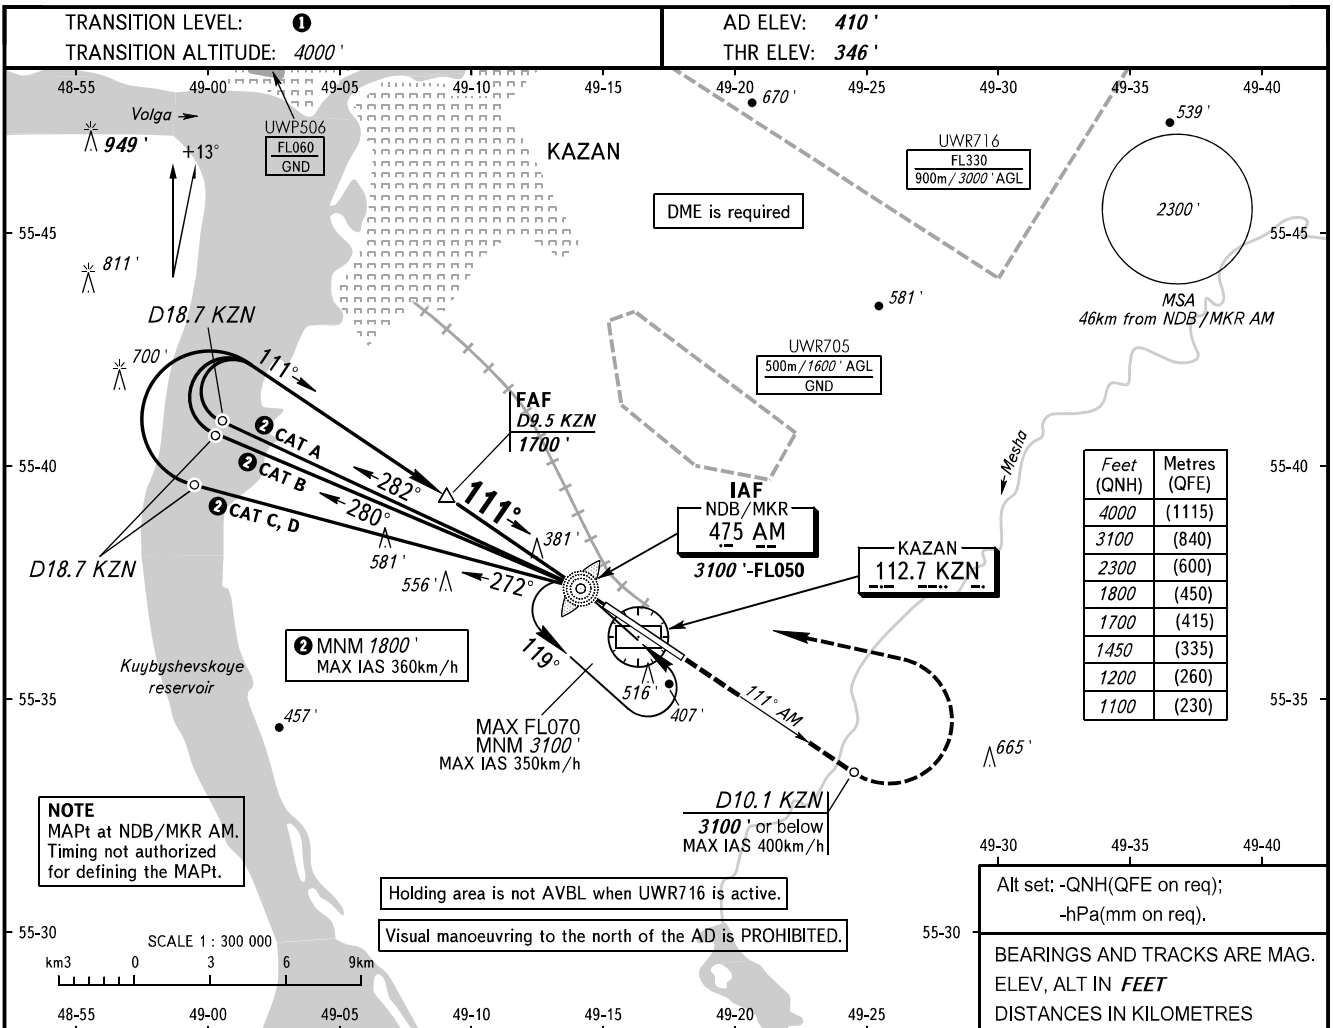 TRANSITION LEVEL: ❶
TRANSITION ALTITUDE: 4000'
AD ELEV: 410'
THR ELEV: 346'
48-55 49-00 49-05 49-10 49-15 49-20 49-25 49-35 49-40
Volga
949'
+13°
UWP506
FL060
GND
KAZAN
670'
539'
UWR716
FL330
900m/3000' AGL
DME is required
2300'
55-45
55-45
811'
MSA
46km from NDB/MKR AM
D18.7 KZN
581'
700'
111°
UWR705
500m/1600' AGL
GND
FAF
D9.5 KZN
1700'
❷ CAT A
❷ CAT B
❷ CAT C, D
282°
280°
272°
111°
55-40
55-40
Mesha
Feet (QNH) Metres (QFE)
4000 (1115)
3100 (840)
2300 (600)
1800 (450)
1700 (415)
1450 (335)
1200 (260)
1100 (230)
IAF
NDB/MKR
475 AM
3100'-FL050
381'
581'
556'
D18.7 KZN
KAZAN
112.7 KZN
❷ MNM 1800'
MAX IAS 360km/h
119°
Kuybyshevskoye
reservoir
516'
407'
457'
111° AM
55-35
55-35
MAX FL070
MNM 3100'
MAX IAS 350km/h
665'
D10.1 KZN
3100' or below
MAX IAS 400km/h
NOTE
MAPt at NDB/MKR AM.
Timing not authorized
for defining the MAPt.
49-30 49-35 49-40
Holding area is not AVBL when UWR716 is active.
Alt set: -QNH(QFE on req);
-hPa(mm on req).
Visual manoeuvring to the north of the AD is PROHIBITED.
55-30
55-30
SCALE 1 : 300 000
km3 0 3 6 9km
BEARINGS AND TRACKS ARE MAG.
ELEV, ALT IN FEET
DISTANCES IN KILOMETRES
48-55 49-00 49-05 49-10 49-15 49-20 49-25